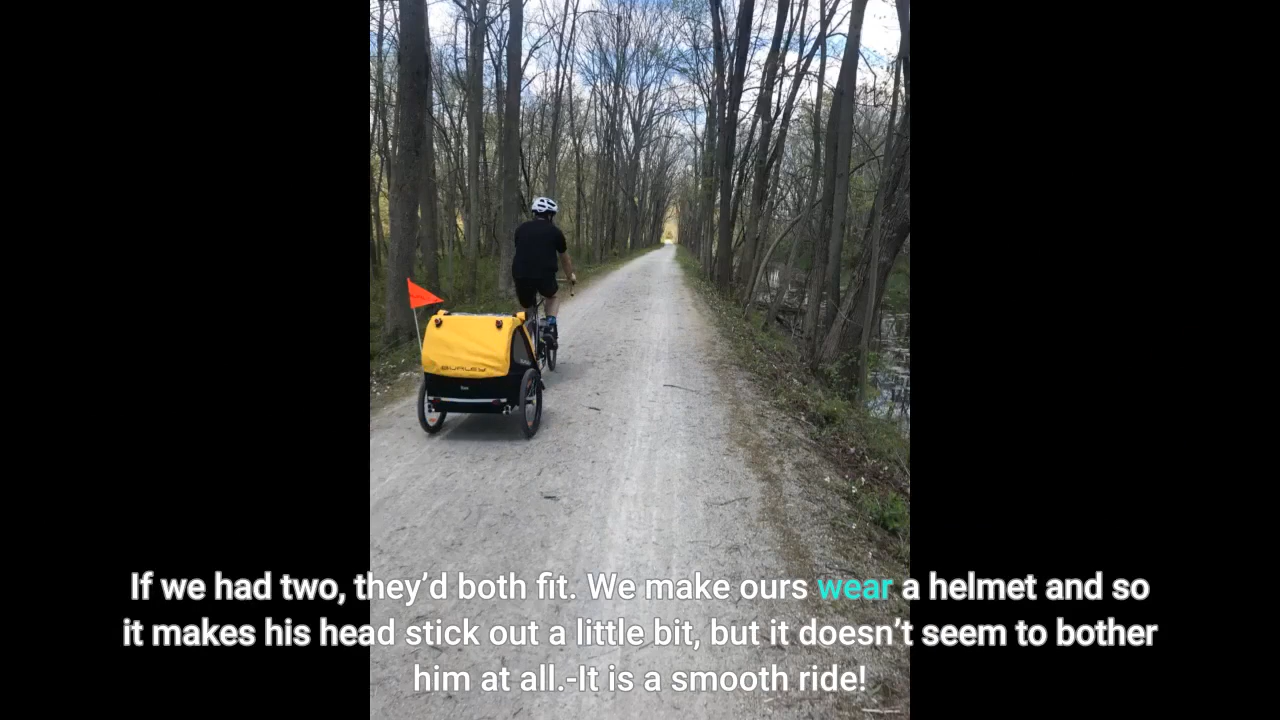 BURLEY
If we had two, they’d both fit. We make ours wear a helmet and so
it makes his head stick out a little bit, but it doesn’t seem to bother
him at all.-It is a smooth ride!